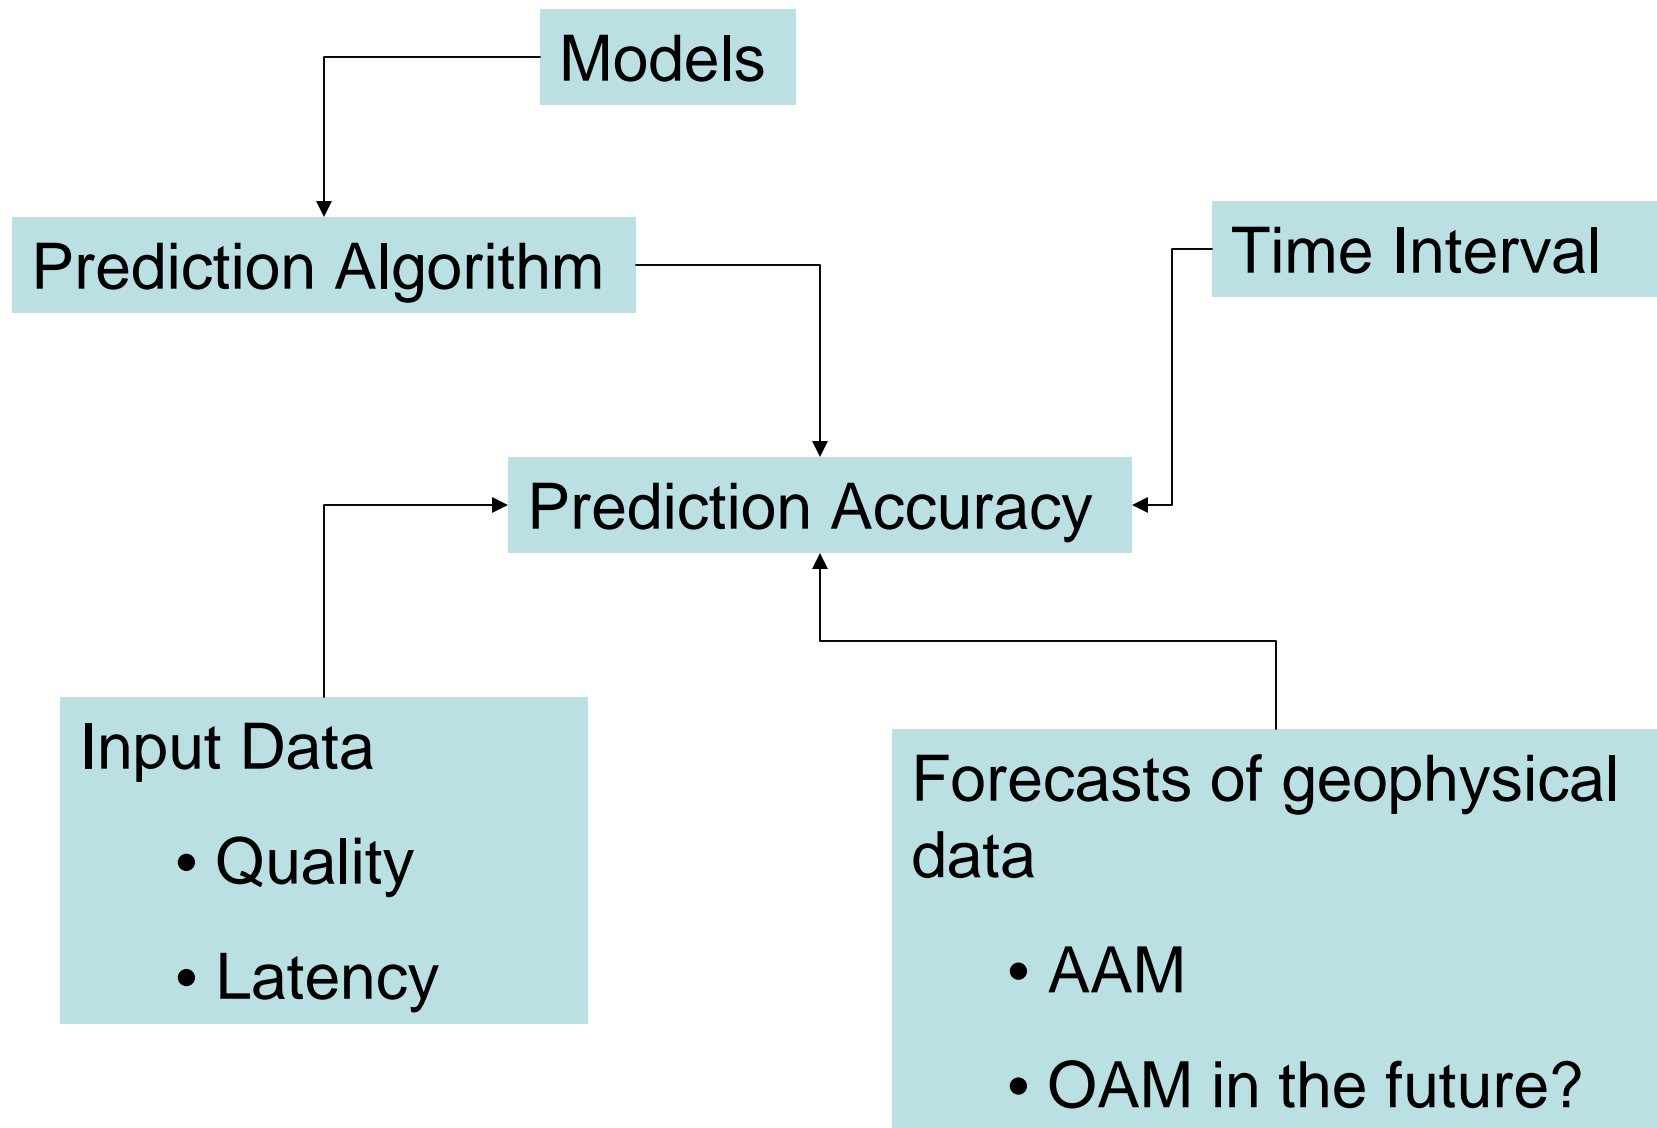 Models
Prediction Algorithm
Time Interval
Prediction Accuracy
Input Data
• Quality
• Latency
Forecasts of geophysical
data
• AAM
• OAM in the future?